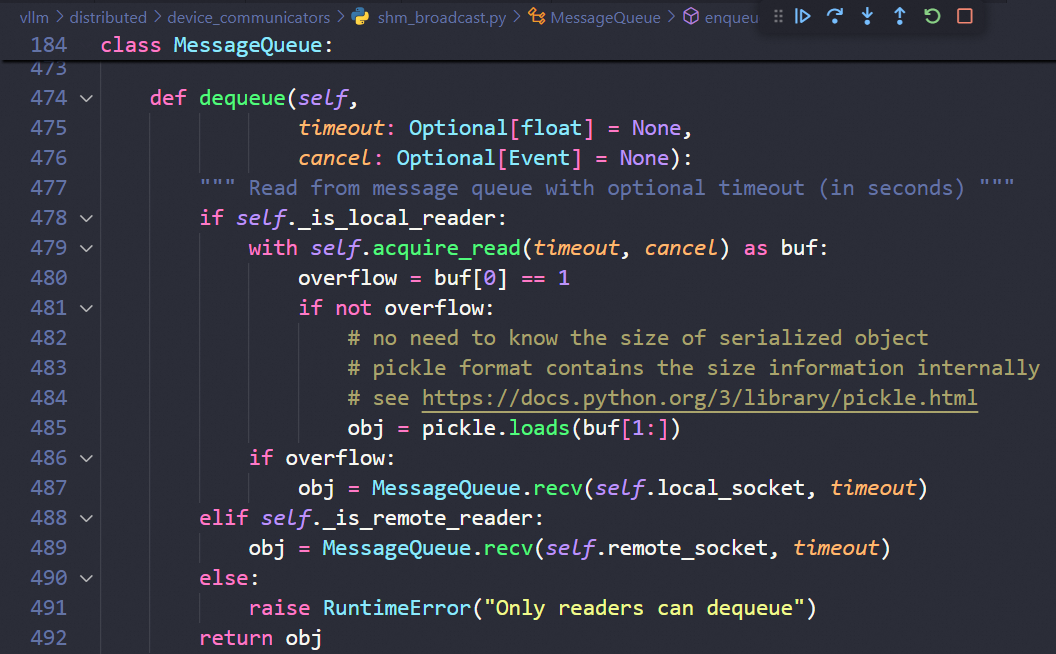 vllm > distributed > device_communicators > shm_broadcast.py > MessageQueue > enqueu
184 class MessageQueue:
473
474     def dequeue(self,
475                 timeout: Optional[float] = None,
476                 cancel: Optional[Event] = None):
477         """ Read from message queue with optional timeout (in seconds) """
478         if self._is_local_reader:
479             with self.acquire_read(timeout, cancel) as buf:
480                 overflow = buf[0] == 1
481                 if not overflow:
482                     # no need to know the size of serialized object
483                     # pickle format contains the size information internally
484                     # see https://docs.python.org/3/library/pickle.html
485                     obj = pickle.loads(buf[1:])
486             if overflow:
487                 obj = MessageQueue.recv(self.local_socket, timeout)
488         elif self._is_remote_reader:
489             obj = MessageQueue.recv(self.remote_socket, timeout)
490         else:
491             raise RuntimeError("Only readers can dequeue")
492         return obj